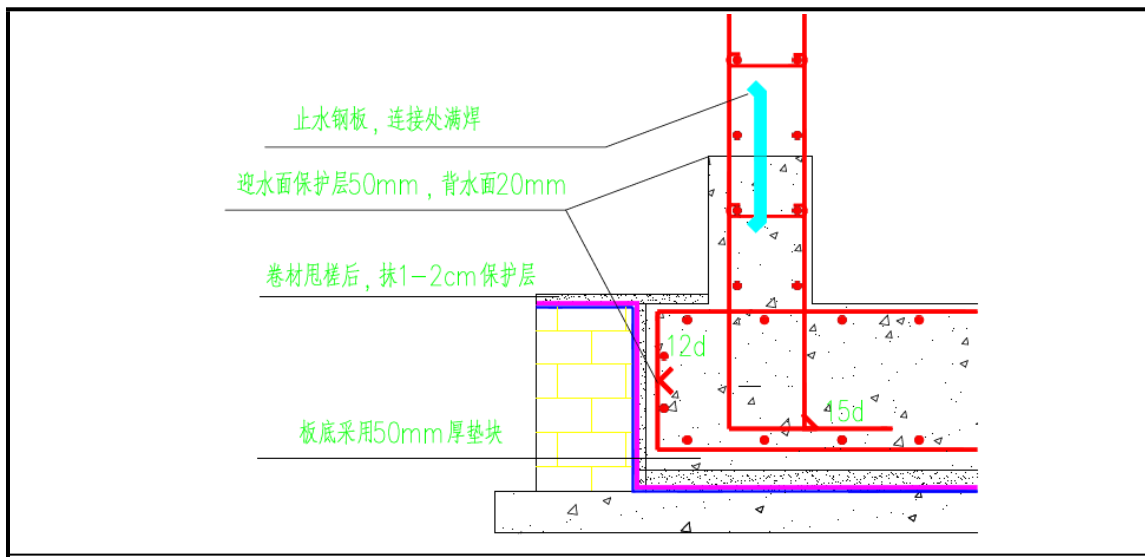 止水钢板，连接处满焊
迎水面保护层50mm，背水面20mm
卷材甩槎后，抹1-2cm保护层
12d
15d
板底采用50mm厚垫块